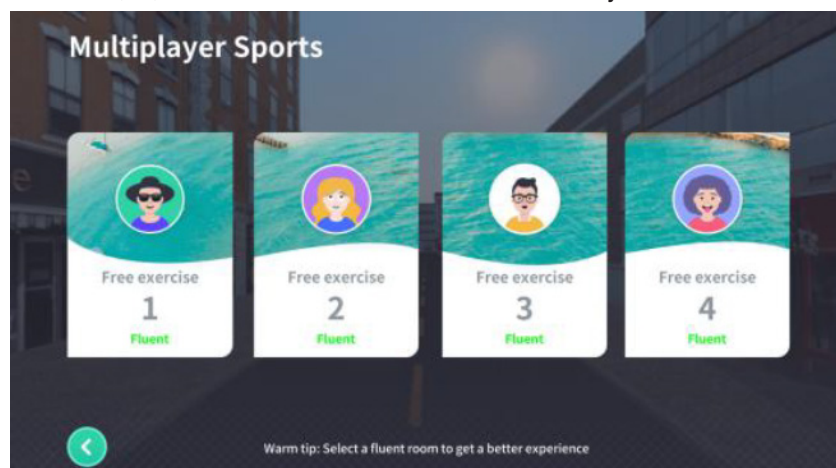 Multiplayer Sports
Free exercise
1
Fluent
Free exercise
2
Fluent
Free exercise
3
Fluent
Free exercise
4
Fluent
Warm tip: Select a fluent room to get a better experience